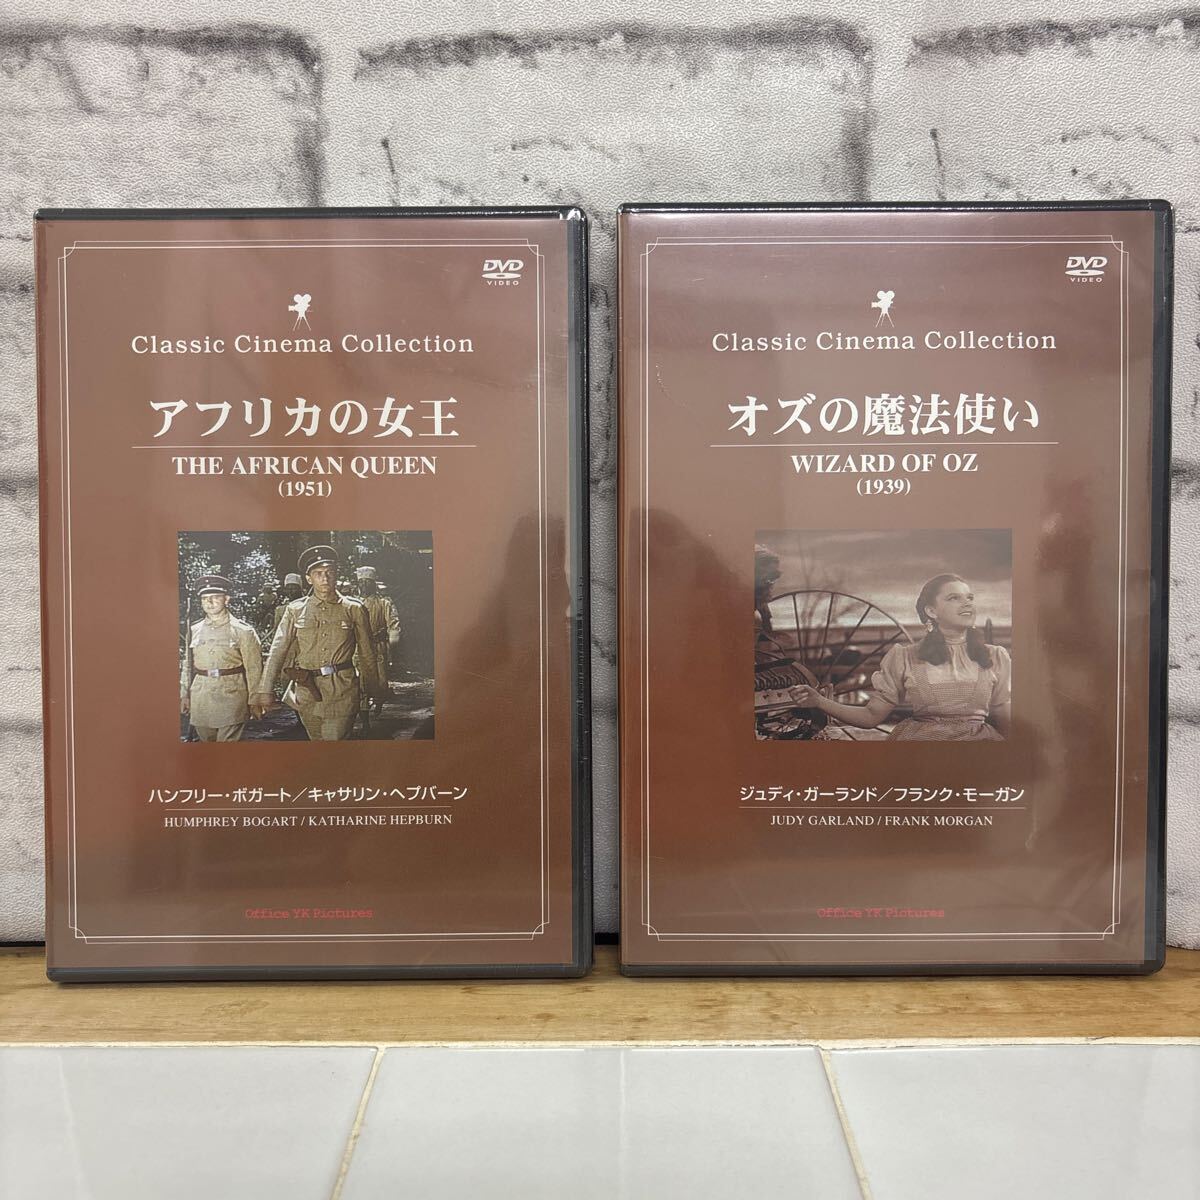 DVD
VIDEO
Classic Cinema Collection
アフリカの女王
THE AFRICAN QUEEN
(1951)
ハンフリー・ボガート／キャサリン・ヘプバーン
HUMPHREY BOGART / KATHARINE HEPBURN
Office YK Pictures
DVD
VIDEO
Classic Cinema Collection
オズの魔法使い
WIZARD OF OZ
(1939)
ジュディ・ガーランド／フランク・モーガン
JUDY GARLAND / FRANK MORGAN
Office YK Pictures